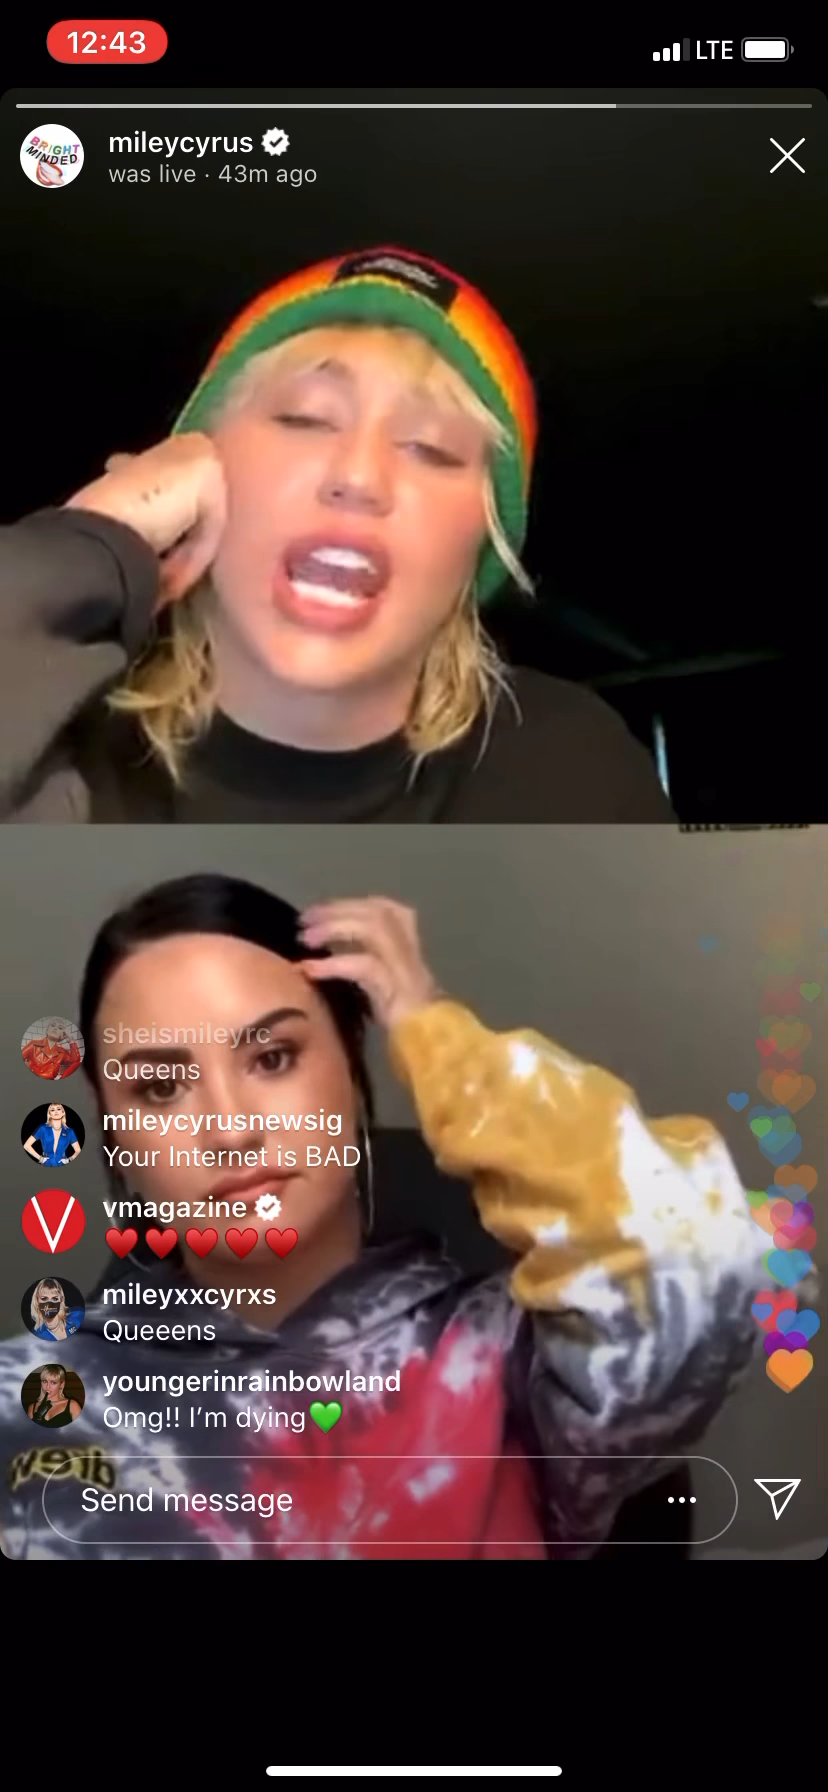 12:43
LTE
BRIGHT
MINDED
mileycyrus
was live · 43m ago
sheismileyrc
Queens
mileycyrusnewsig
Your Internet is BAD
vmagazine
V
❤️❤️❤️❤️❤️
mileyxxcyrxs
Queeens
youngerinrainbowland
Omg!! I’m dying💚
Send message